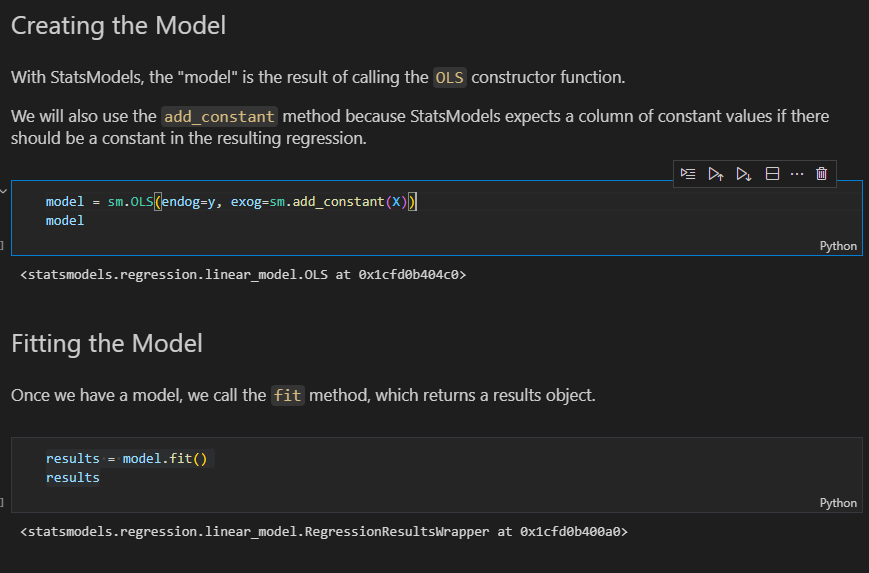 Creating the Model
With StatsModels, the "model" is the result of calling the OLS constructor function.
We will also use the add_constant method because StatsModels expects a column of constant values if there
should be a constant in the resulting regression.
model = sm.OLS(endog=y, exog=sm.add_constant(X))
model
Python
<statsmodels.regression.linear_model.OLS at 0x1cfd0b404c0>
Fitting the Model
Once we have a model, we call the fit method, which returns a results object.
results = model.fit()
results
Python
<statsmodels.regression.linear_model.RegressionResultsWrapper at 0x1cfd0b400a0>